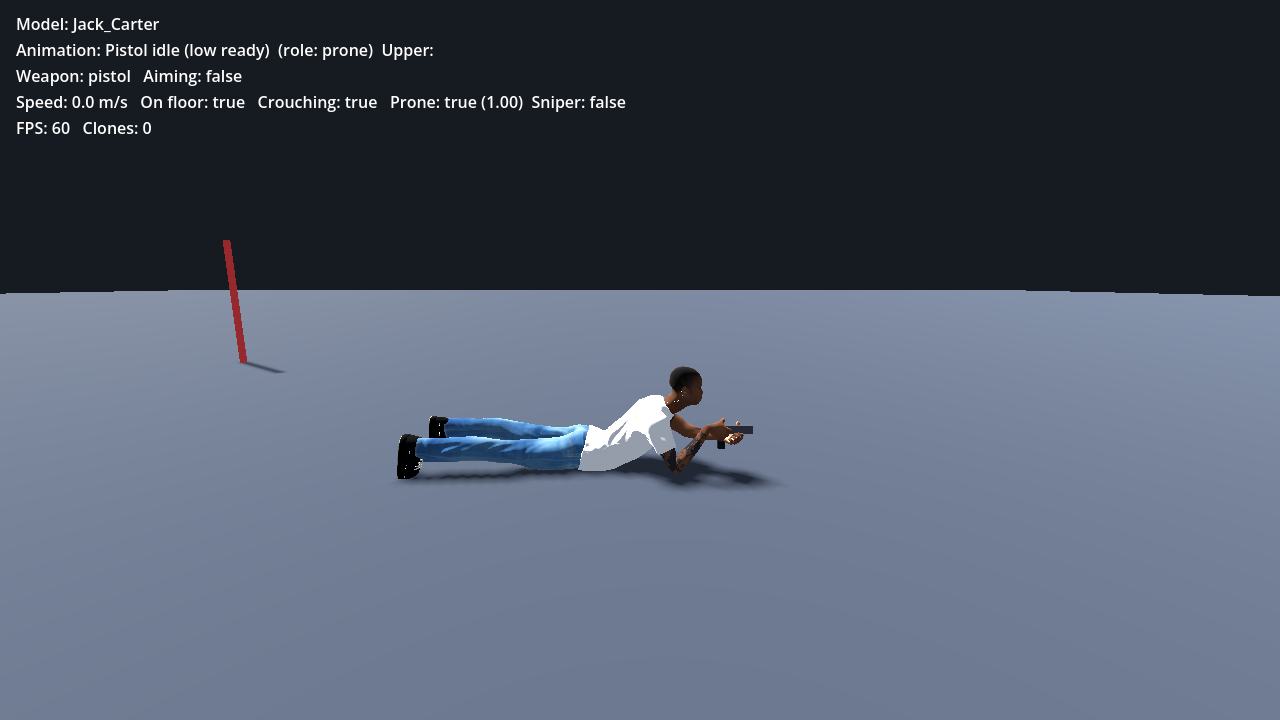 Model: Jack_Carter
Animation: Pistol idle (low ready)  (role: prone)  Upper:
Weapon: pistol   Aiming: false
Speed: 0.0 m/s   On floor: true   Crouching: true   Prone: true (1.00)  Sniper: false
FPS: 60   Clones: 0